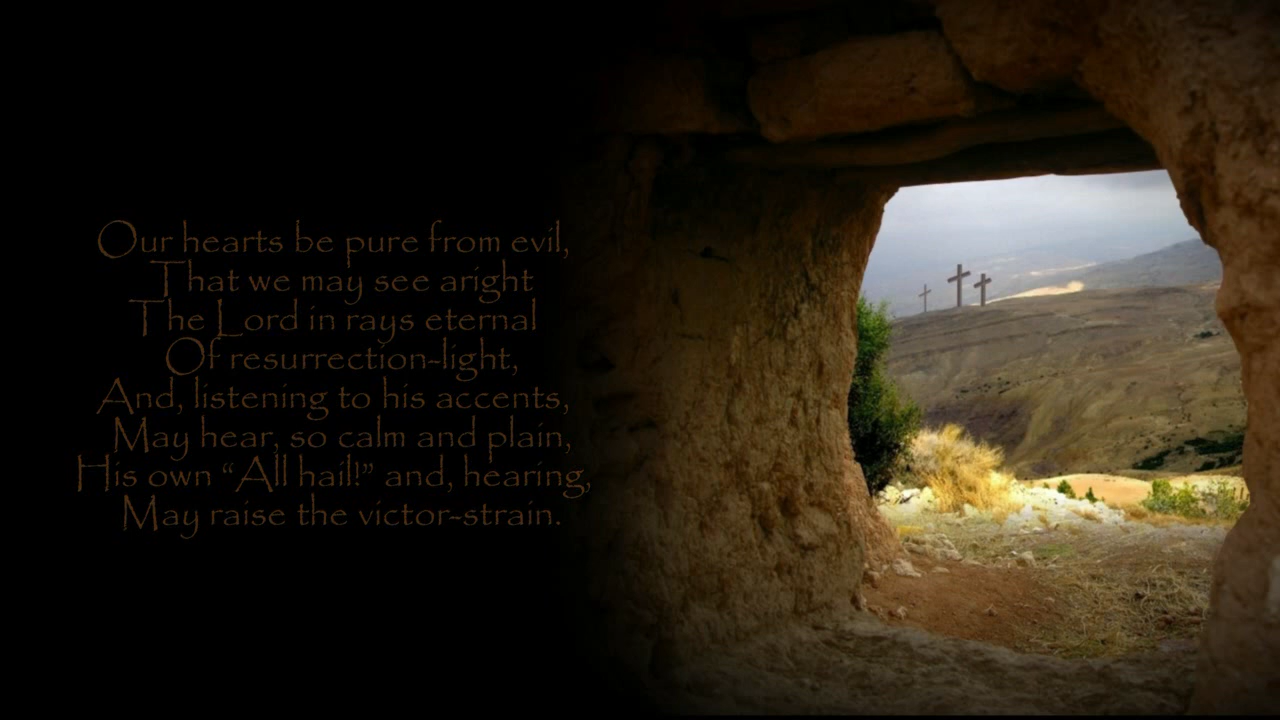 Our hearts be pure from evil,
That we may see aright
The Lord in rays eternal
Of resurrection-light,
And, listening to his accents,
May hear, so calm and plain,
His own “All hail!” and, hearing,
May raise the victor-strain.